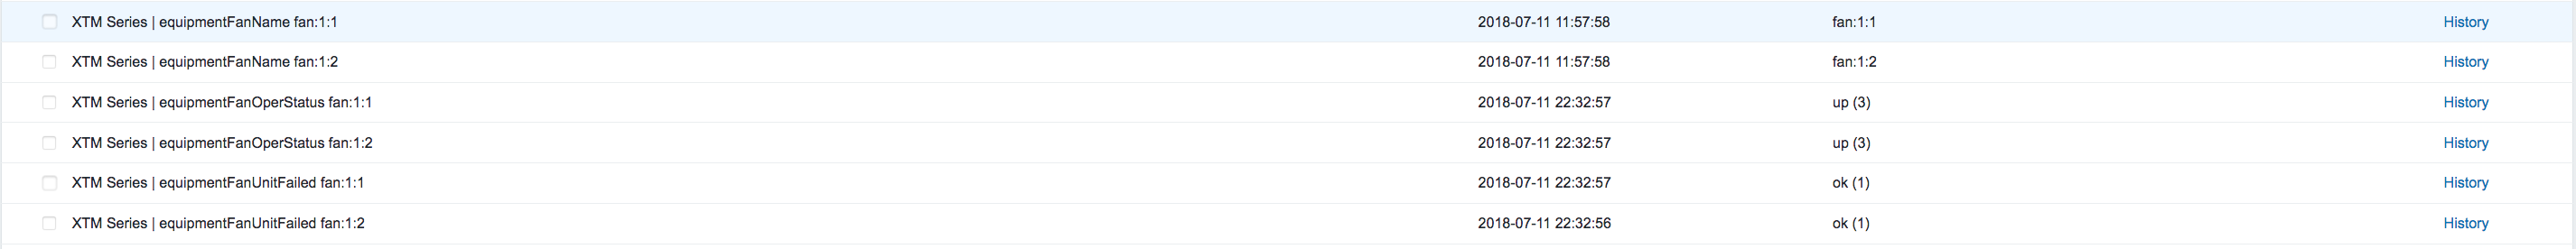 XTM Series | equipmentFanName fan:1:1 2018-07-11 11:57:58 fan:1:1 History
XTM Series | equipmentFanName fan:1:2 2018-07-11 11:57:58 fan:1:2 History
XTM Series | equipmentFanOperStatus fan:1:1 2018-07-11 22:32:57 up (3) History
XTM Series | equipmentFanOperStatus fan:1:2 2018-07-11 22:32:57 up (3) History
XTM Series | equipmentFanUnitFailed fan:1:1 2018-07-11 22:32:57 ok (1) History
XTM Series | equipmentFanUnitFailed fan:1:2 2018-07-11 22:32:56 ok (1) History